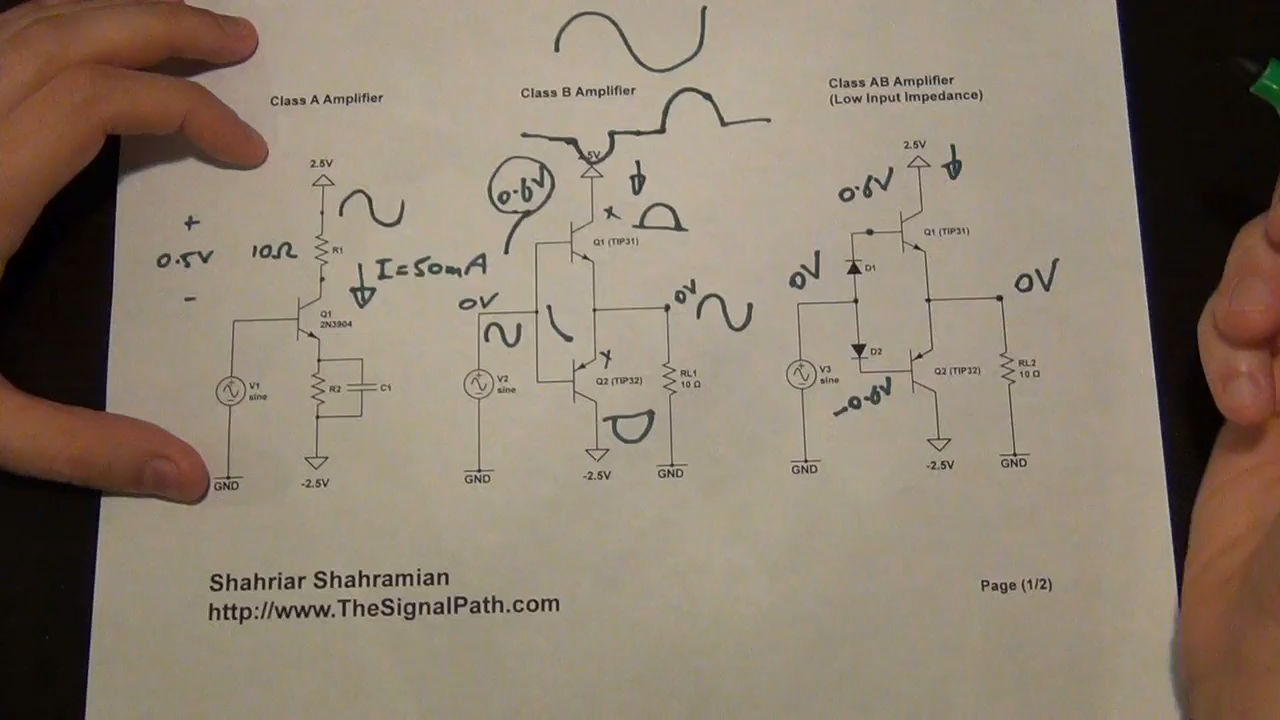 Class A Amplifier
2.5V
+
0.5V
-
10Ω
R1
I=50mA
Q1
2N3904
V1
sine
R2
C1
GND
-2.5V
Class B Amplifier
5V
0.6V
x
Q1 (TIP31)
0V
0V
V2
sine
x
Q2 (TIP32)
RL1
10 Ω
GND
-2.5V
GND
Class AB Amplifier
(Low Input Impedance)
2.5V
0.6V
Q1 (TIP31)
0V
D1
0V
D2
V3
sine
Q2 (TIP32)
-0.6V
RL2
10 Ω
GND
-2.5V
GND
Shahriar Shahramian
http://www.TheSignalPath.com
Page (1/2)